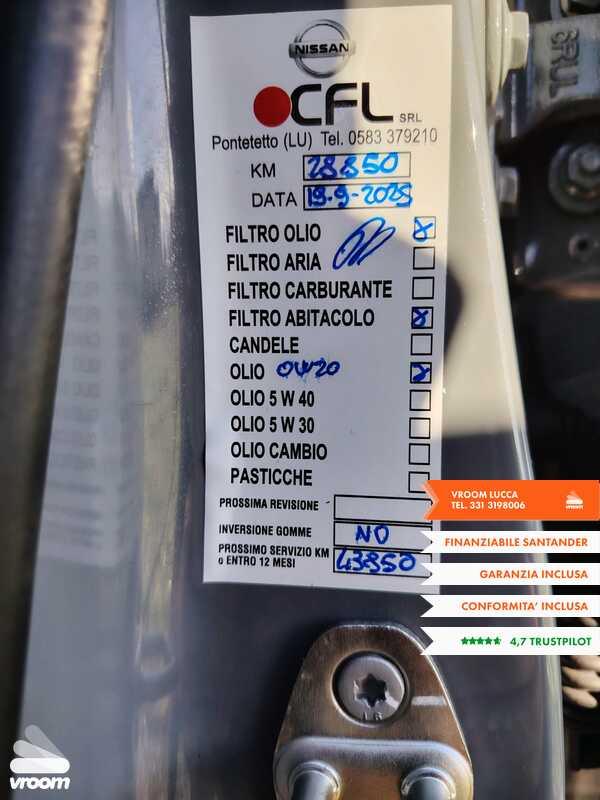 NISSAN
CFL SRL
Pontetetto (LU) Tel. 0583 379210
KM 28850
DATA 19-9-2025
FILTRO OLIO X
FILTRO ARIA
FILTRO CARBURANTE
FILTRO ABITACOLO X
CANDELE
OLIO 0W20 X
OLIO 5 W 40
OLIO 5 W 30
OLIO CAMBIO
PASTICCHE
PROSSIMA REVISIONE
INVERSIONE GOMME NO
PROSSIMO SERVIZIO KM 43850
o ENTRO 12 MESI
VROOM LUCCA
TEL. 331 3198006
vroom
FINANZIABILE SANTANDER
GARANZIA INCLUSA
CONFORMITA' INCLUSA
4,7 TRUSTPILOT
vroom